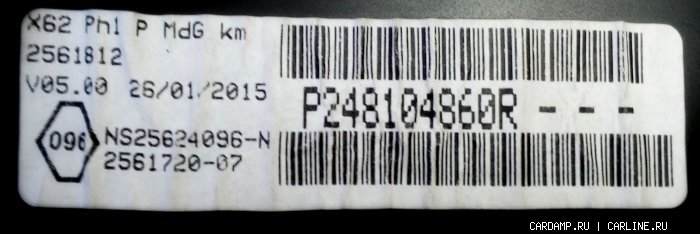 X62 Ph1 P MdG km
2561812
V05.00 26/01/2015
096
NS25624096-N
2561720-07
P248104860R - - -
CARDAMP.RU | CARLINE.RU